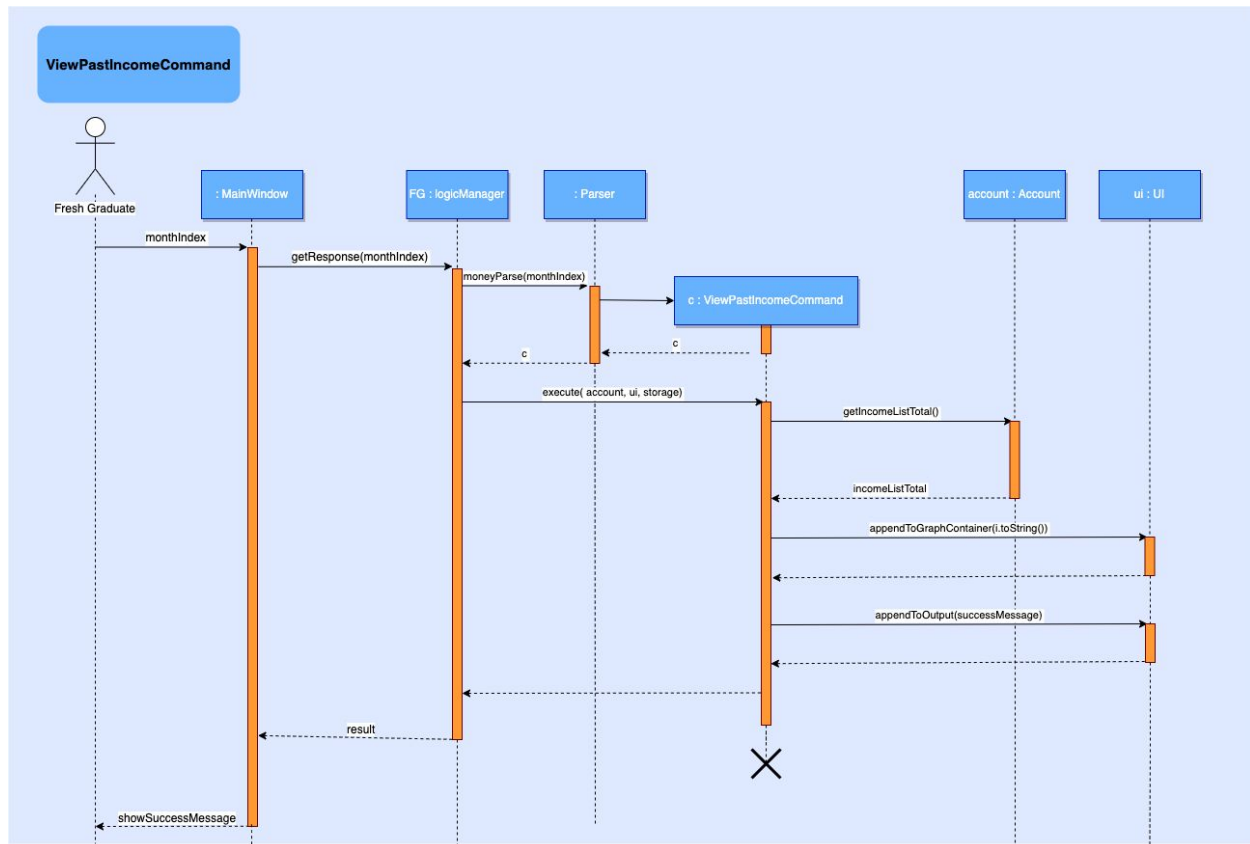 ViewPastIncomeCommand
Fresh Graduate
: MainWindow
FG : logicManager
: Parser
account : Account
ui : UI
monthIndex
getResponse(monthIndex)
moneyParse(monthIndex)
c : ViewPastIncomeCommand
c
c
execute( account, ui, storage)
getIncomeListTotal()
incomeListTotal
appendToGraphContainer(i.toString())
appendToOutput(successMessage)
result
showSuccessMessage